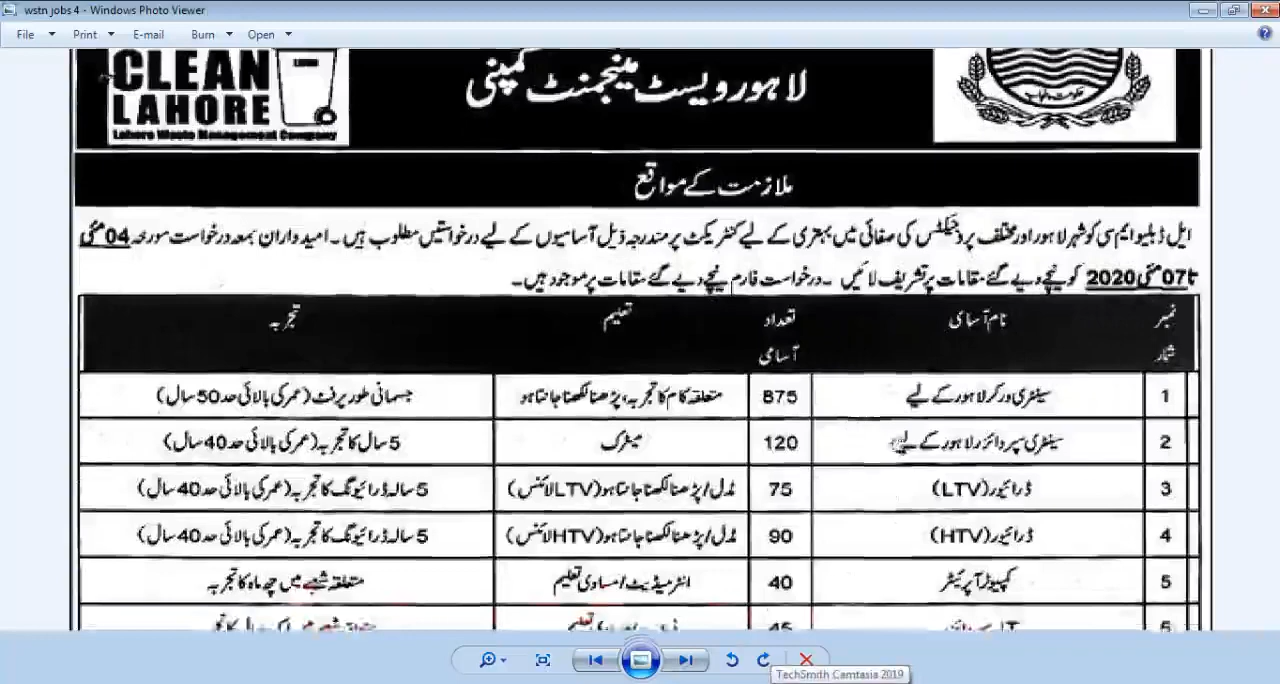 wstn jobs 4 - Windows Photo Viewer
File Print E-mail Burn Open
CLEAN
LAHORE
Lahore Waste Management Company
لاہور ویسٹ مینجمنٹ کمپنی
حکومت پنجاب
ملازمت کے مواقع
ایل ڈبلیو ایم سی کو شہر لاہور اور مختلف پروجیکٹس کی صفائی میں بہتری کے لیے کنٹریکٹ پر مندرجہ ذیل آسامیوں کے لیے درخواستیں مطلوب ہیں۔ امیدواران بمعہ درخواست مورخہ 04 مئی
تا 07 مئی 2020 کو نیچے دیے گئے مقامات پر تشریف لائیں ۔ درخواست فارم نیچے دیے گئے مقامات پر موجود ہیں۔
نمبر شمار نام آسامی تعداد آسامی تعلیم تجربہ
1 سینٹری ورکر لاہور کے لیے 875 متعلقہ کام کا تجربہ، پڑھنا لکھنا جانتا ہو جسمانی طور پر فٹ (عمر کی بالائی حد 50 سال)
2 سینٹری سپروائزر لاہور کے لیے 120 میٹرک 5 سال کا تجربہ (عمر کی بالائی حد 40 سال)
3 ڈرائیور (LTV) 75 مڈل/پڑھنا لکھنا جانتا ہو (LTV لائنس) 5 سالہ ڈرائیونگ کا تجربہ (عمر کی بالائی حد 40 سال)
4 ڈرائیور (HTV) 90 مڈل/پڑھنا لکھنا جانتا ہو (HTV لائنس) 5 سالہ ڈرائیونگ کا تجربہ (عمر کی بالائی حد 40 سال)
5 کمپیوٹر آپریٹر 40 انٹرمیڈیٹ/مساوی تعلیم متعلقہ شعبے میں چھ ماہ کا تجربہ
6 45
TechSmith Camtasia 2019